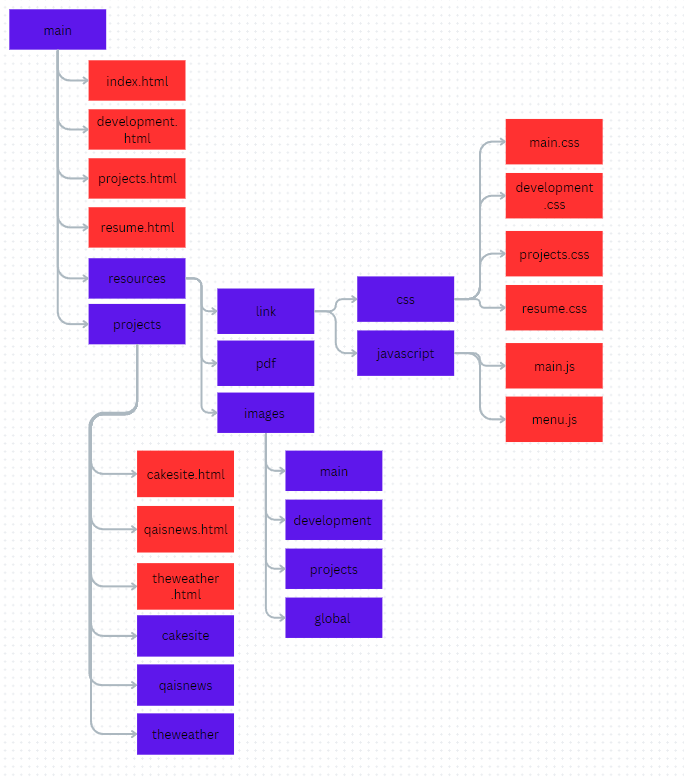 main
index.html
development.
html
projects.html
resume.html
resources
projects
link
pdf
images
css
javascript
main.css
development
.css
projects.css
resume.css
main.js
menu.js
main
development
projects
global
cakesite.html
qaisnews.html
theweather
.html
cakesite
qaisnews
theweather